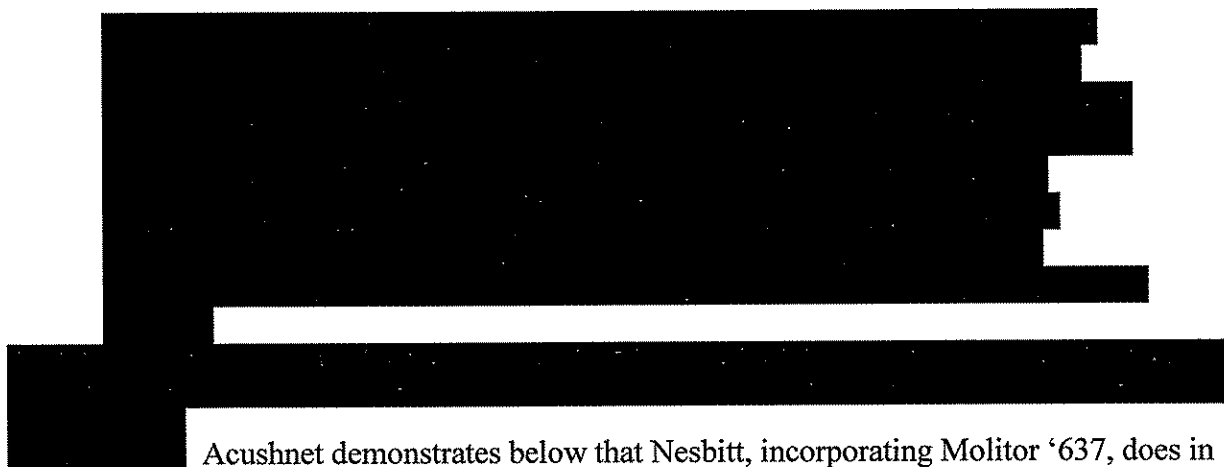 Acushnet demonstrates below that Nesbitt, incorporating Molitor ‘637, does in